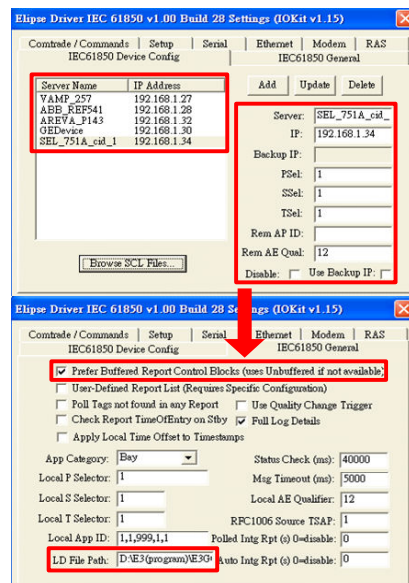 Elipse Driver IEC 61850 v1.00 Build 28 Settings (IOKit v1.15)
Comtrade / Commands | Setup | Serial | Ethernet | Modem | RAS
IEC61850 Device Config | IEC61850 General
Server Name IP Address
VAMP_257 192.168.1.27
ABB_REF541 192.168.1.28
AREVA_P143 192.168.1.32
GEDevice 192.168.1.30
SEL_751A_cid_1 192.168.1.34
Browse SCL Files...
Add Update Delete
Server: SEL_751A_cid_
IP: 192.168.1.34
Backup IP:
PSel: 1
SSel: 1
TSel: 1
Rem AP ID:
Rem AE Qual: 12
Disable: Use Backup IP:
Elipse Driver IEC 61850 v1.00 Build 28 Settings (IOKit v1.15)
Comtrade / Commands | Setup | Serial | Ethernet | Modem | RAS
IEC61850 Device Config | IEC61850 General
Prefer Buffered Report Control Blocks (uses Unbuffered if not available)
User-Defined Report List (Requires Specific Configuration)
Poll Tags not found in any Report Use Quality Change Trigger
Check Report TimeOfEntry on Stby Full Log Details
Apply Local Time Offset to Timestamps
App Category: Bay Status Check (ms): 40000
Local P Selector: 1 Msg Timeout (ms): 5000
Local S Selector: 1 Local AE Qualifier: 12
Local T Selector: 1 RFC1006 Source TSAP: 1
Local App ID: 1,1,999,1,1 Polled Intg Rpt (s) 0=disable: 0
LD File Path: D:\E3(program)\E3G Auto Intg Rpt (s) 0=disable: 0